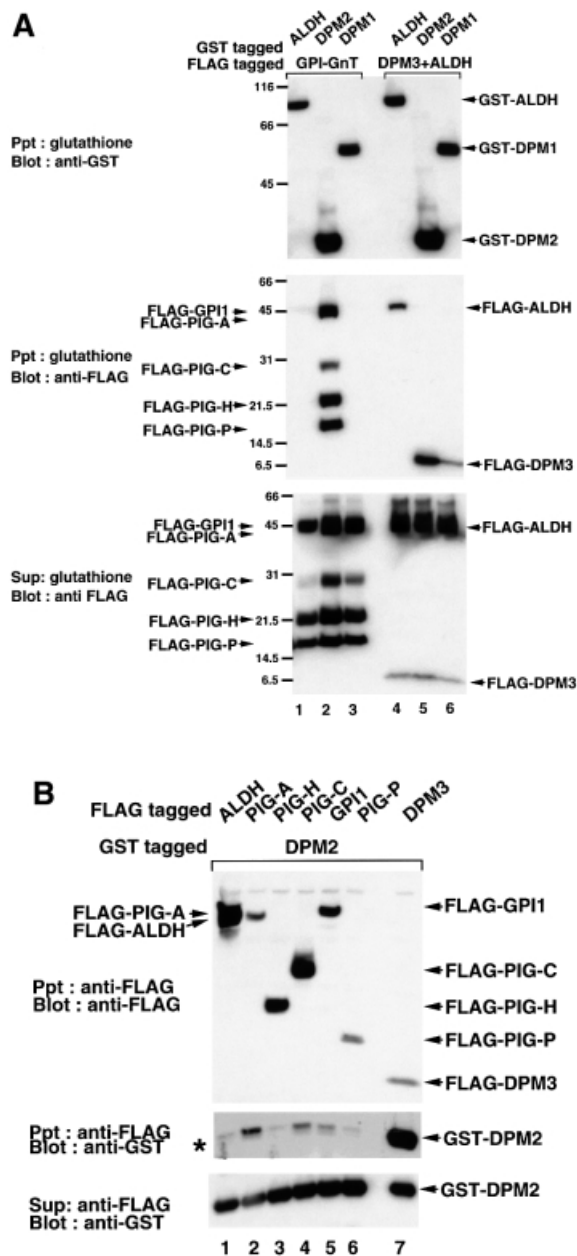 A
ALDH DPM2 DPM1 ALDH DPM2 DPM1
GST tagged
FLAG tagged GPI-GnT DPM3+ALDH
116
GST-ALDH
66
Ppt : glutathione
Blot : anti-GST
GST-DPM1
45
GST-DPM2
66
FLAG-GPI1 45 FLAG-ALDH
FLAG-PIG-A
31
Ppt : glutathione
Blot : anti-FLAG
FLAG-PIG-C
FLAG-PIG-H 21.5
FLAG-PIG-P
14.5
6.5 FLAG-DPM3
66
FLAG-GPI1 45 FLAG-ALDH
FLAG-PIG-A
31
Sup: glutathione
Blot : anti FLAG
FLAG-PIG-C
FLAG-PIG-H 21.5
FLAG-PIG-P
14.5
6.5 FLAG-DPM3
1 2 3 4 5 6
B
FLAG tagged ALDH PIG-A PIG-H PIG-C GPI1 PIG-P DPM3
GST tagged DPM2
FLAG-PIG-A FLAG-GPI1
FLAG-ALDH
FLAG-PIG-C
Ppt : anti-FLAG
Blot : anti-FLAG
FLAG-PIG-H
FLAG-PIG-P
FLAG-DPM3
Ppt : anti-FLAG
Blot : anti-GST * GST-DPM2
Sup: anti-FLAG GST-DPM2
Blot : anti-GST
1 2 3 4 5 6 7